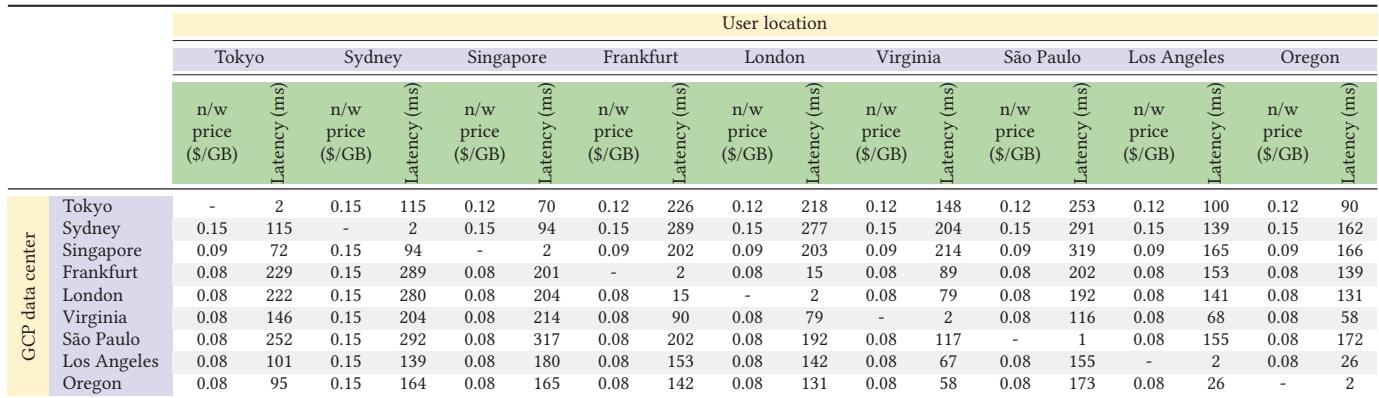 User location
Tokyo Sydney Singapore Frankfurt London Virginia São Paulo Los Angeles Oregon
n/w price ($/GB) Latency (ms) n/w price ($/GB) Latency (ms) n/w price ($/GB) Latency (ms) n/w price ($/GB) Latency (ms) n/w price ($/GB) Latency (ms) n/w price ($/GB) Latency (ms) n/w price ($/GB) Latency (ms) n/w price ($/GB) Latency (ms) n/w price ($/GB) Latency (ms)
GCP data center
Tokyo - 2 0.15 115 0.12 70 0.12 226 0.12 218 0.12 148 0.12 253 0.12 100 0.12 90
Sydney 0.15 115 - 2 0.15 94 0.15 289 0.15 277 0.15 204 0.15 291 0.15 139 0.15 162
Singapore 0.09 72 0.15 94 - 2 0.09 202 0.09 203 0.09 214 0.09 319 0.09 165 0.09 166
Frankfurt 0.08 229 0.15 289 0.08 201 - 2 0.08 15 0.08 89 0.08 202 0.08 153 0.08 139
London 0.08 222 0.15 280 0.08 204 0.08 15 - 2 0.08 79 0.08 192 0.08 141 0.08 131
Virginia 0.08 146 0.15 204 0.08 214 0.08 90 0.08 79 - 2 0.08 116 0.08 68 0.08 58
São Paulo 0.08 252 0.15 292 0.08 317 0.08 202 0.08 192 0.08 117 - 1 0.08 155 0.08 172
Los Angeles 0.08 101 0.15 139 0.08 180 0.08 153 0.08 142 0.08 67 0.08 155 - 2 0.08 26
Oregon 0.08 95 0.15 164 0.08 165 0.08 142 0.08 131 0.08 58 0.08 173 0.08 26 - 2